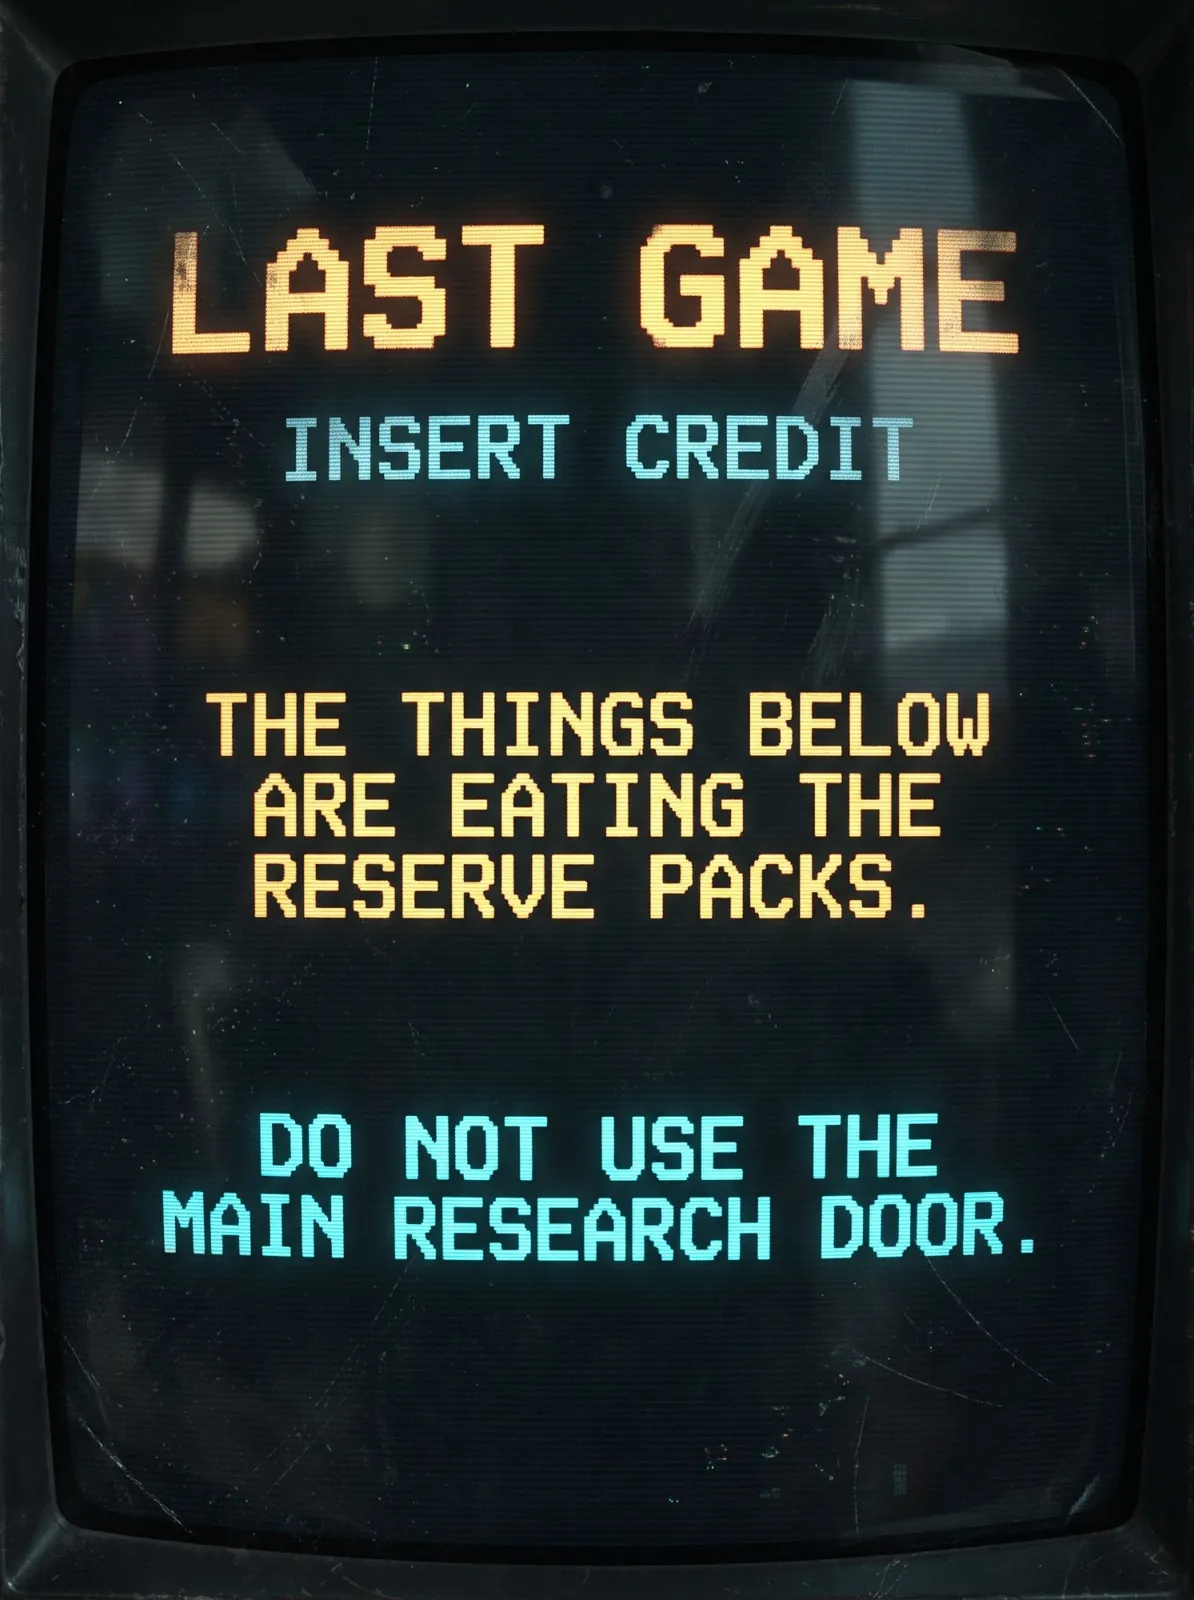 LAST GAME
INSERT CREDIT
THE THINGS BELOW
ARE EATING THE
RESERVE PACKS.
DO NOT USE THE
MAIN RESEARCH DOOR.